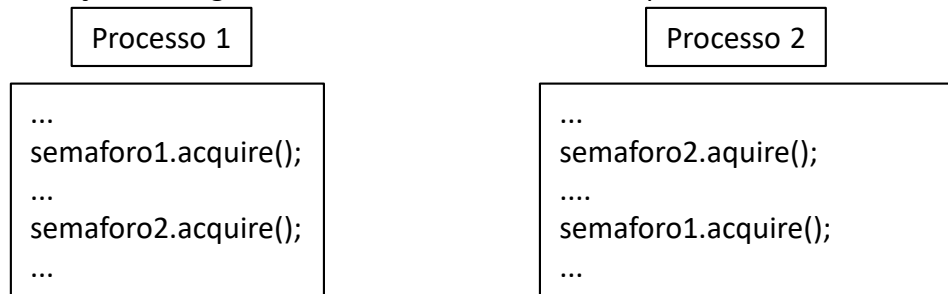 Processo 1
...
semaforo1.acquire();
...
semaforo2.acquire();
...
Processo 2
...
semaforo2.aquire();
....
semaforo1.acquire();
...